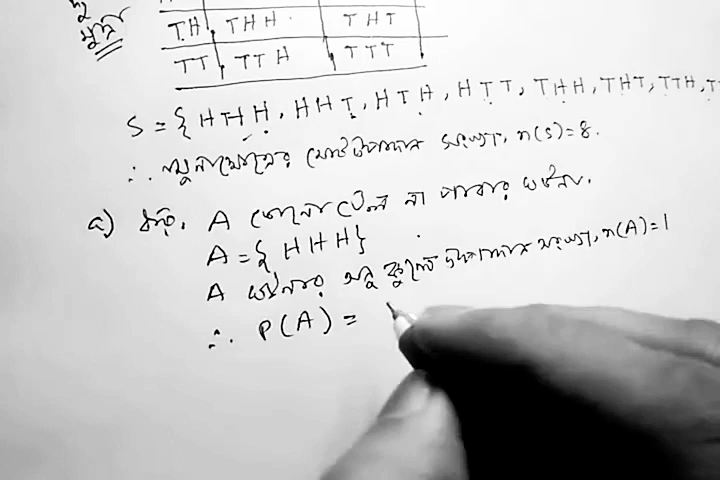 দু
মুদ্রা
TH THH THT
TT TTH TTT
S = { HHH, HHT, HTH, HTT, THH, THT, TTH, T
∴ নমুনাক্ষেত্রের মোট উপাদান সংখ্যা, n(S)=8.
a) ধরি, A কোনো টেল না পাবার ঘটনা.
A = { HHH}
A ঘটনার অনুকূলে উপাদান সংখ্যা, n(A)=1
∴ P(A) =